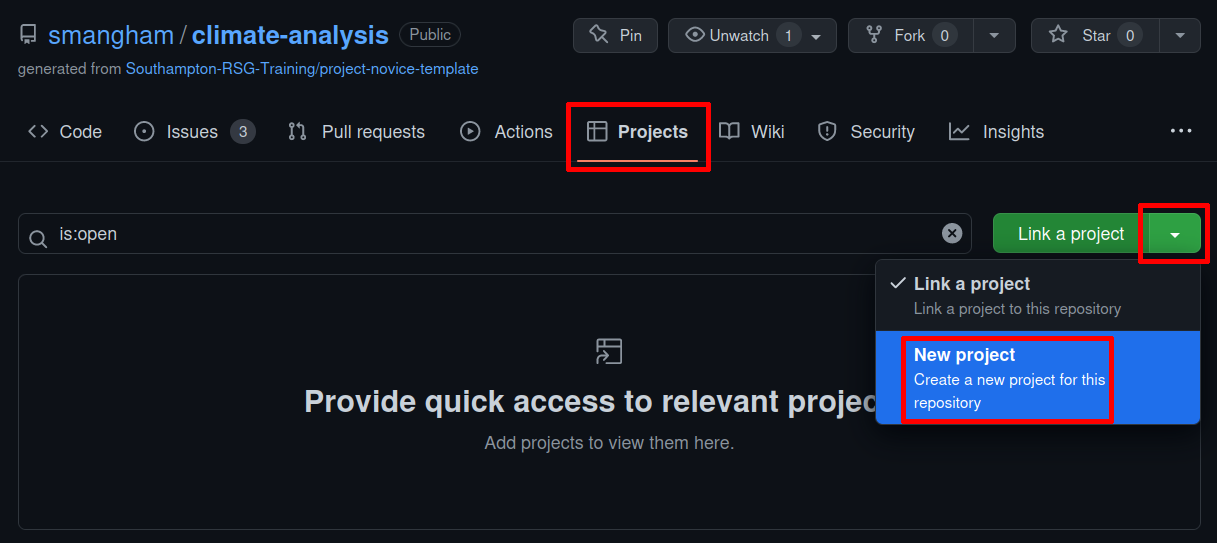 smangham / climate-analysis Public
Pin
Unwatch 1
Fork 0
Star 0
generated from Southampton-RSG-Training/project-novice-template
Code
Issues 3
Pull requests
Actions
Projects
Wiki
Security
Insights
is:open
Link a project
Link a project
Link a project to this repository
New project
Create a new project for this
repository
Provide quick access to relevant
Add projects to view them here.